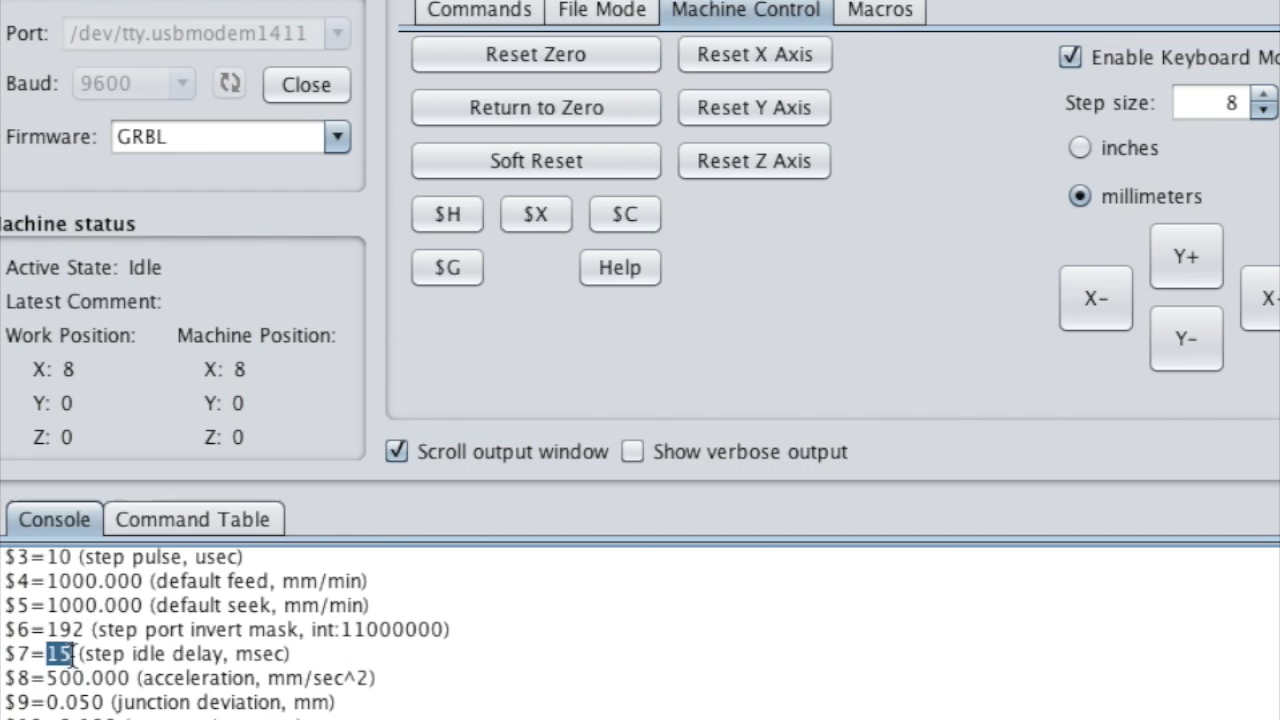 Commands File Mode Machine Control Macros
Port: /dev/tty.usbmodem1411
Baud: 9600 Close
Firmware: GRBL
Reset Zero Reset X Axis
Return to Zero Reset Y Axis
Soft Reset Reset Z Axis
$H $X $C
$G Help
Enable Keyboard
Step size: 8
inches
millimeters
Y+
X-
Y-
Machine status
Active State: Idle
Latest Comment:
Work Position: Machine Position:
X: 8 X: 8
Y: 0 Y: 0
Z: 0 Z: 0
Scroll output window Show verbose output
Console Command Table
$3=10 (step pulse, usec)
$4=1000.000 (default feed, mm/min)
$5=1000.000 (default seek, mm/min)
$6=192 (step port invert mask, int:11000000)
$7=15 (step idle delay, msec)
$8=500.000 (acceleration, mm/sec^2)
$9=0.050 (junction deviation, mm)